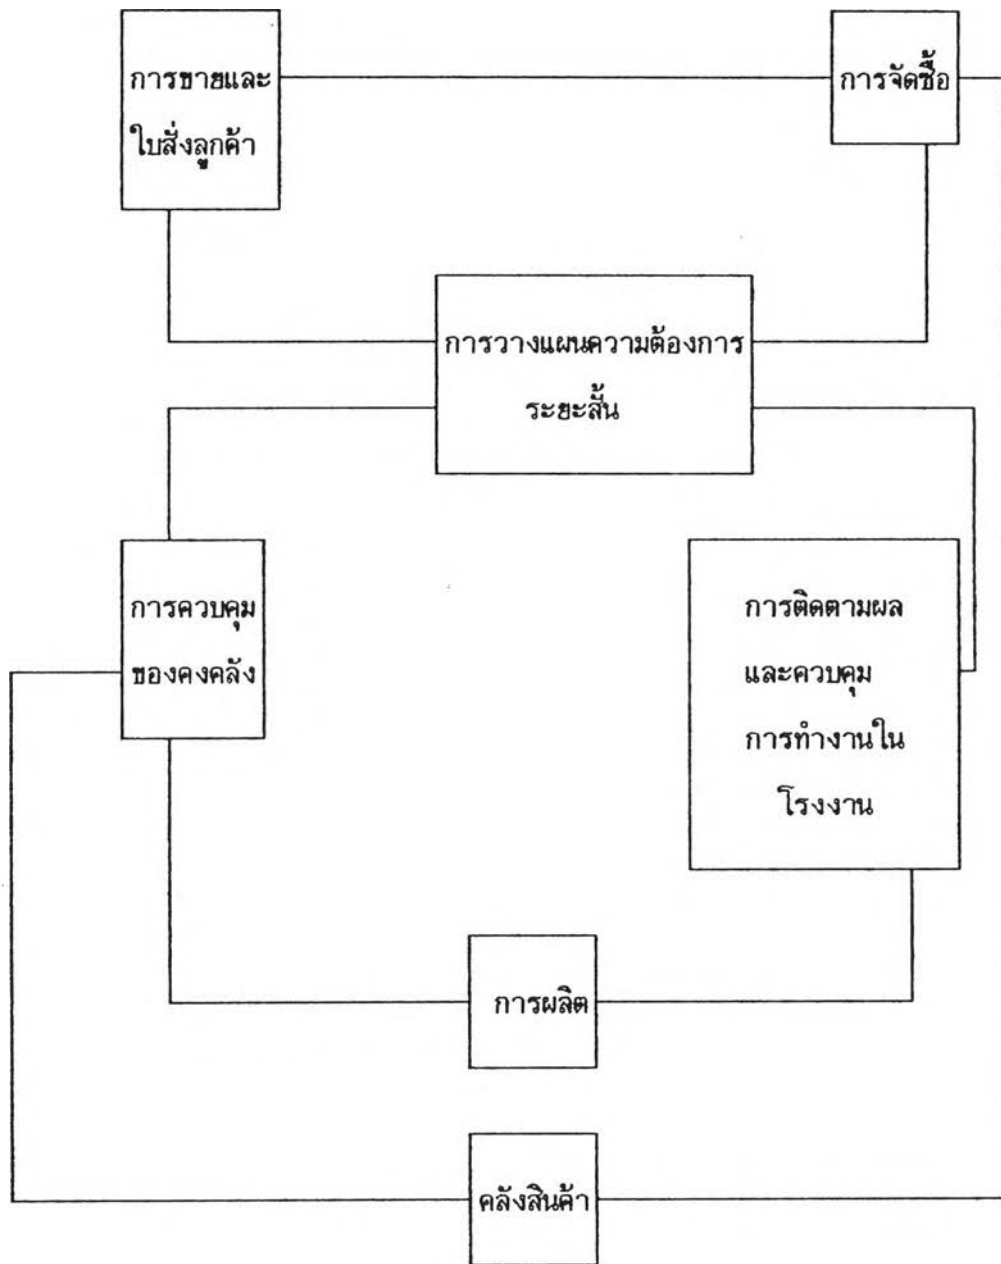 การขายและ
ใบสั่งลูกค้า
การจัดซื้อ
การวางแผนความต้องการ
ระยะสั้น
การควบคุม
ของคงคลัง
การติดตามผล
และควบคุม
การทำงานใน
โรงงาน
การผลิต
คลังสินค้า